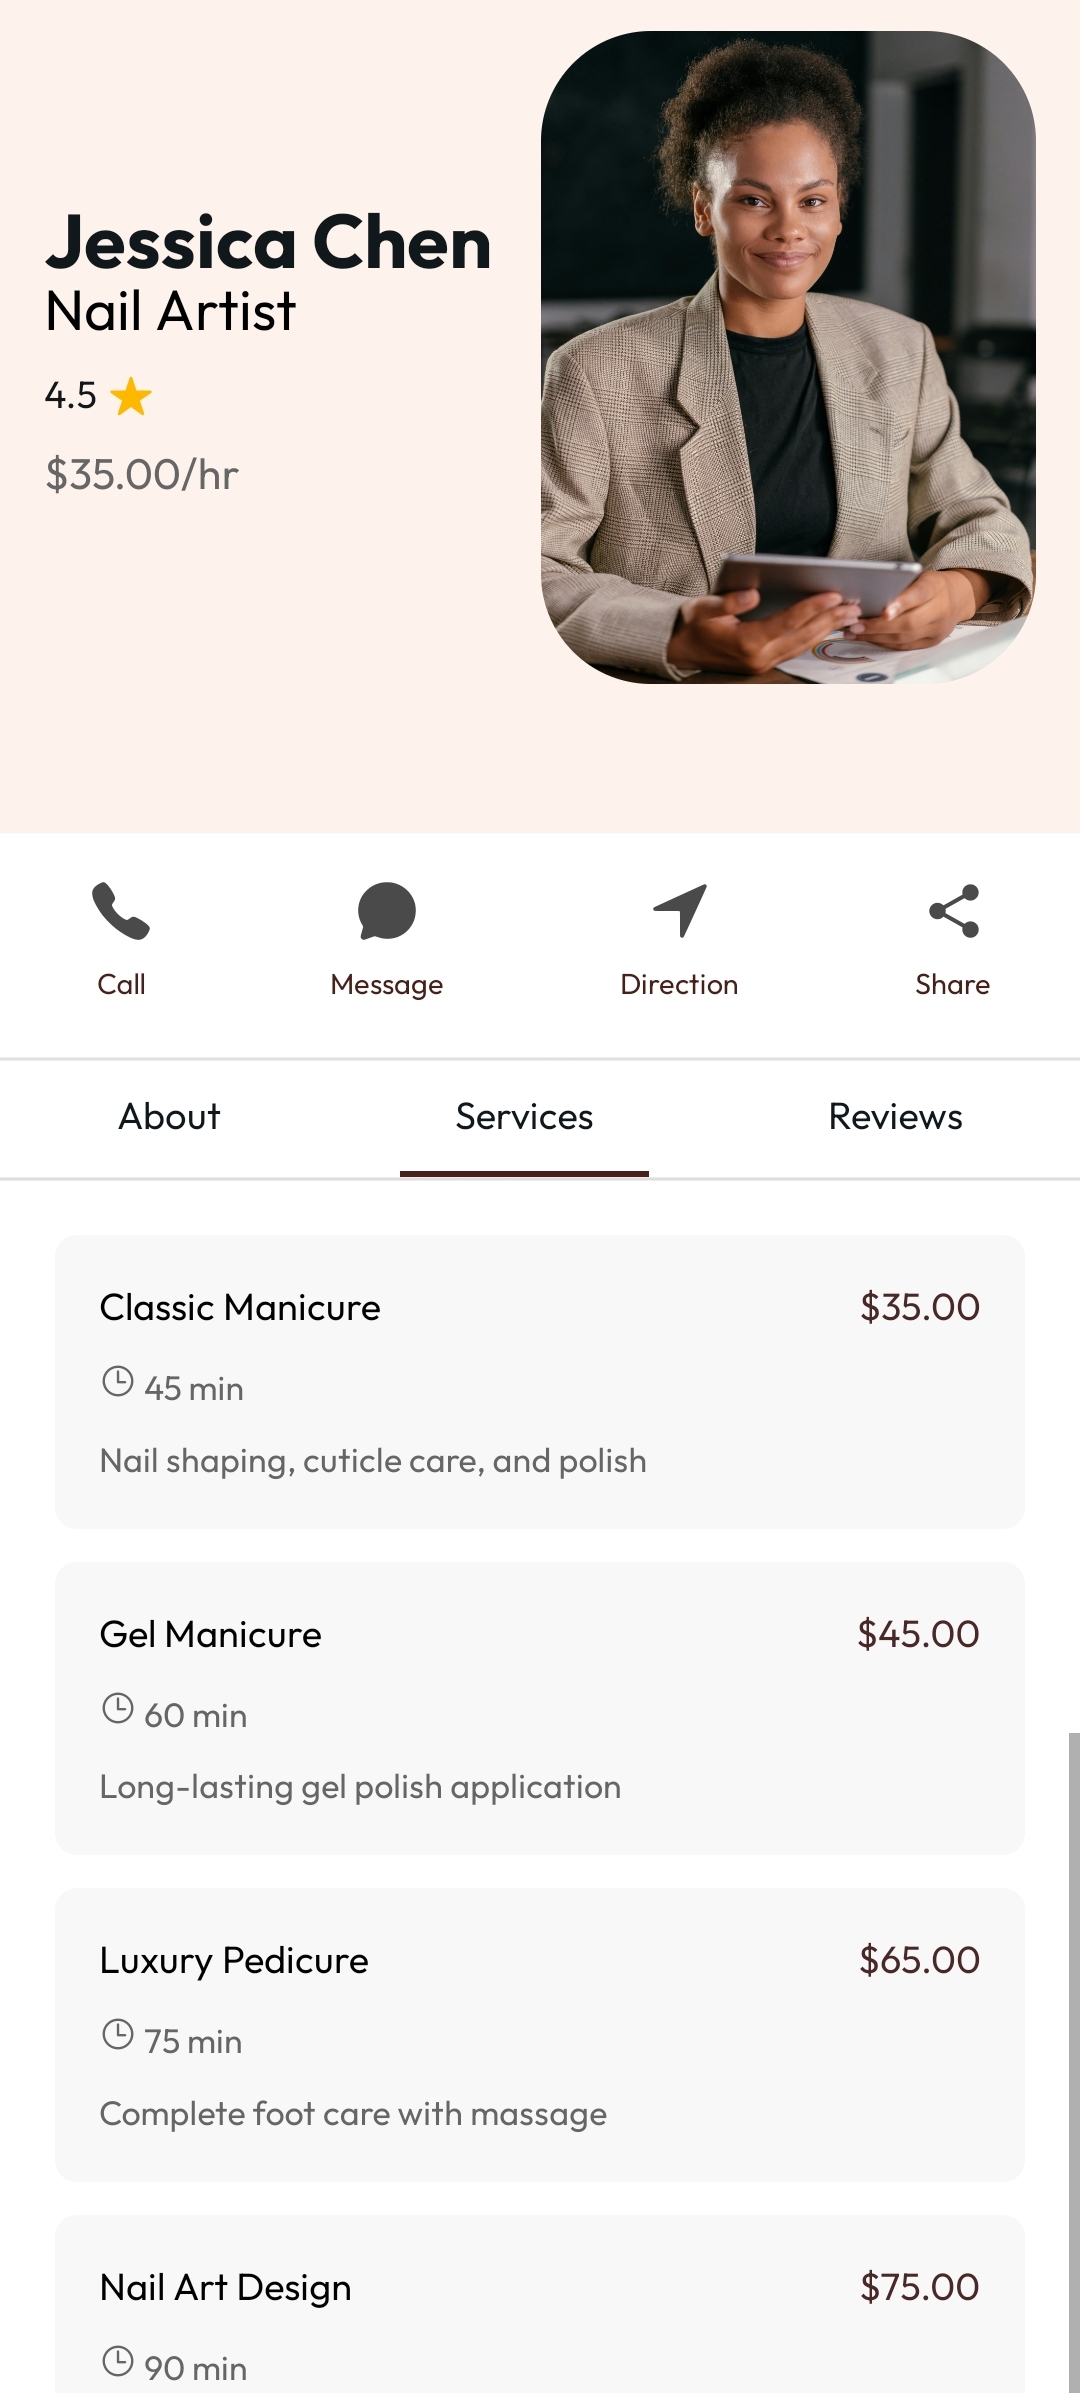 Jessica Chen
Nail Artist
4.5
$35.00/hr
Call
Message
Direction
Share
About
Services
Reviews
Classic Manicure
$35.00
45 min
Nail shaping, cuticle care, and polish
Gel Manicure
$45.00
60 min
Long-lasting gel polish application
Luxury Pedicure
$65.00
75 min
Complete foot care with massage
Nail Art Design
$75.00
90 min